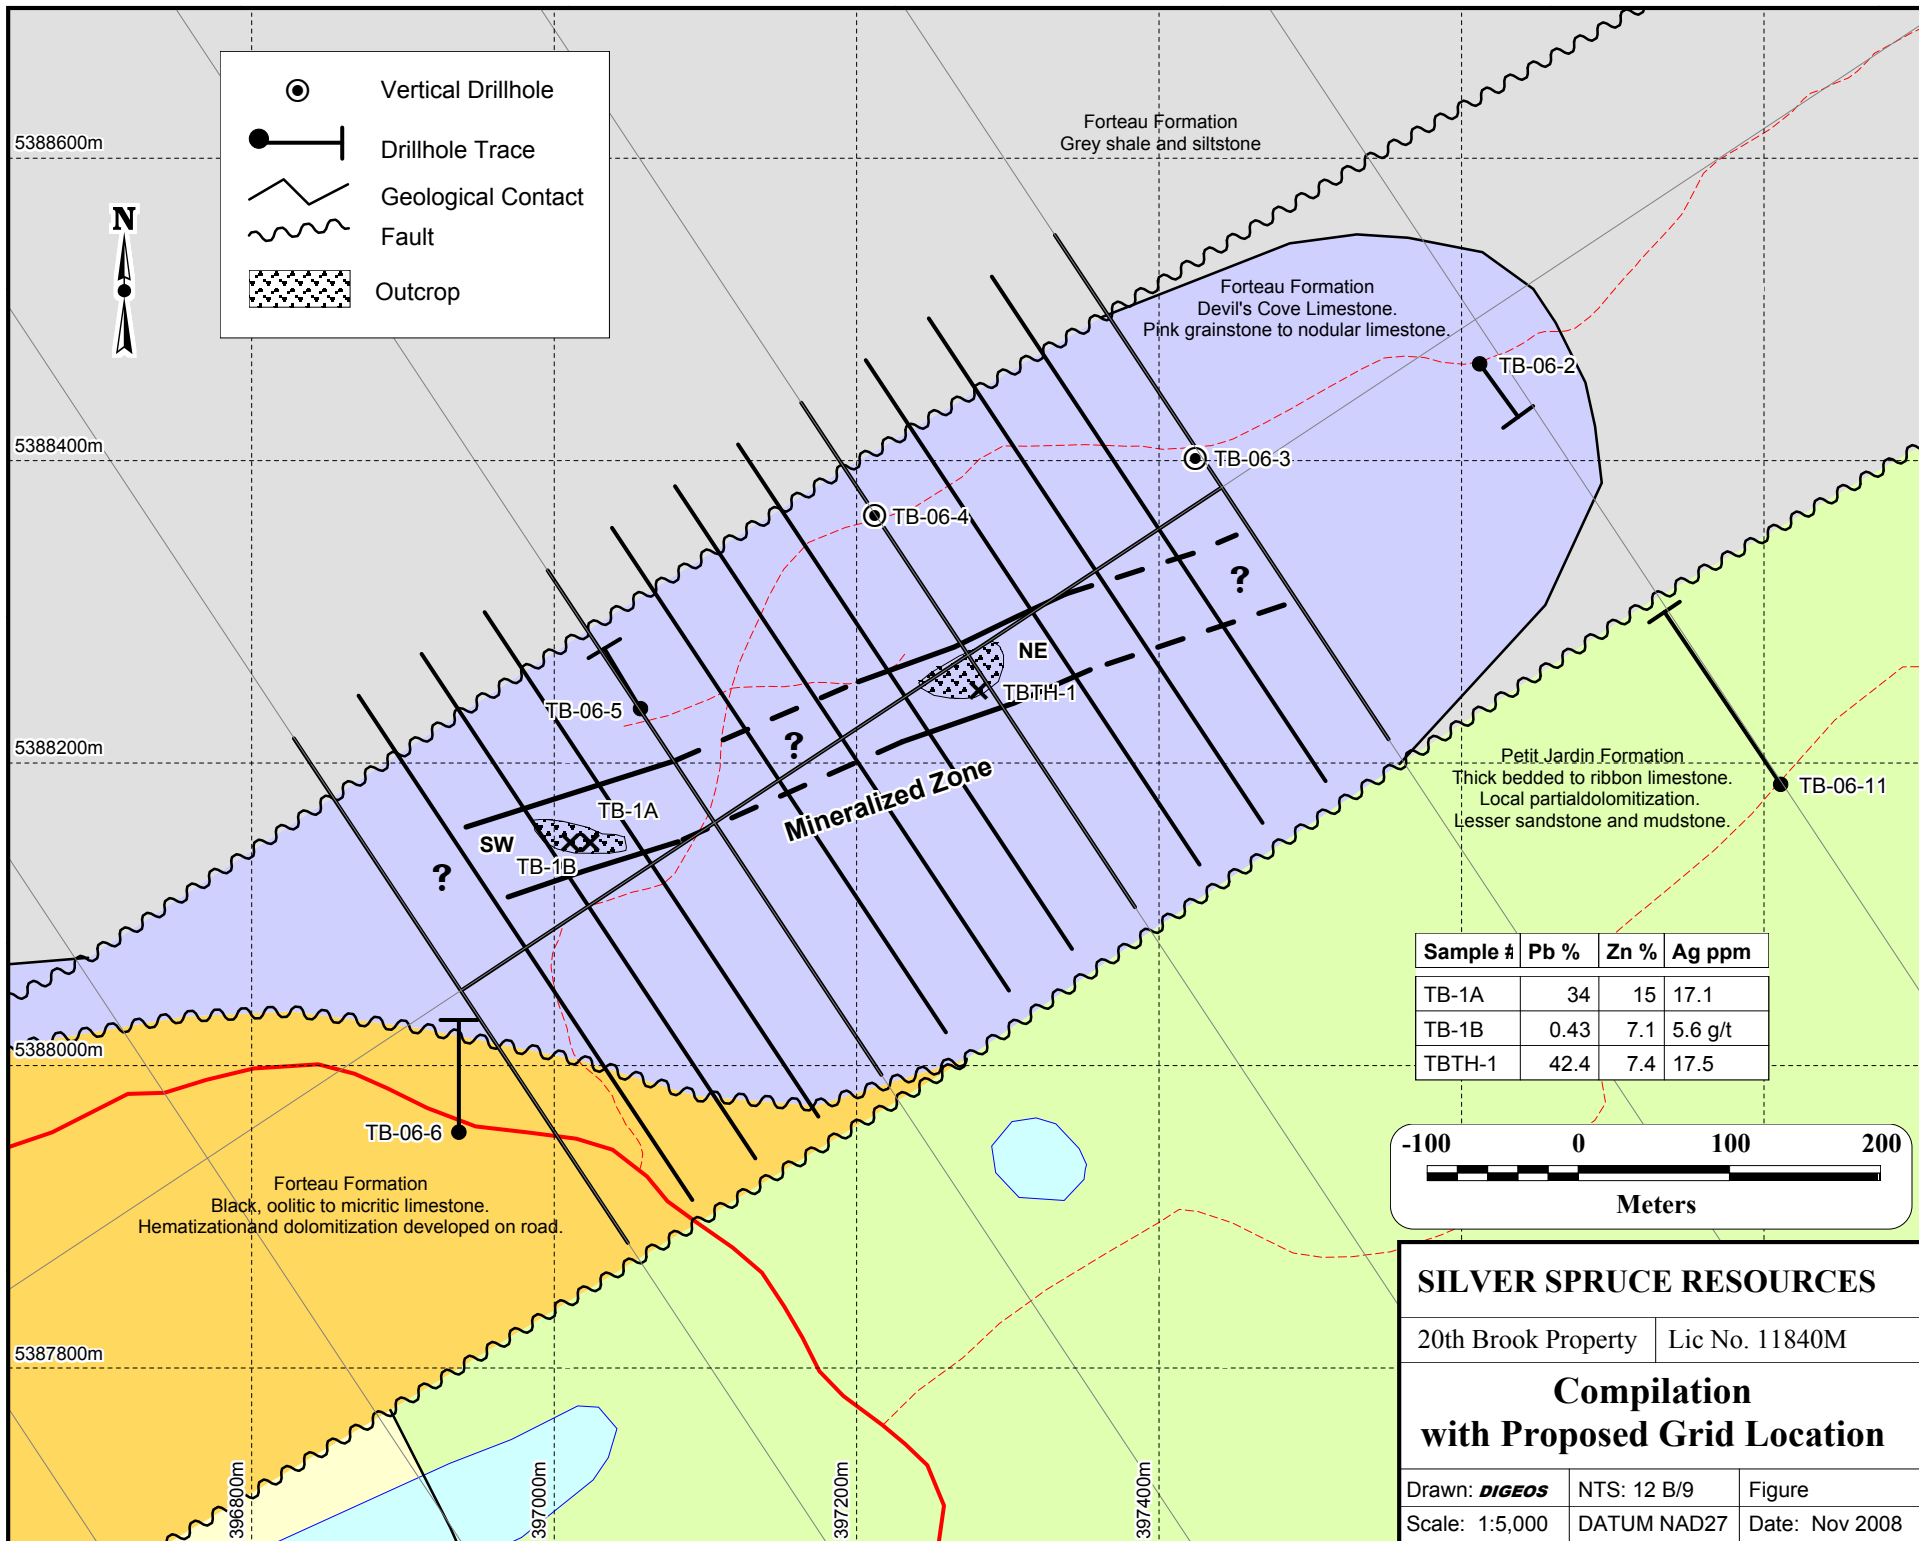 Vertical Drillhole
Drillhole Trace
Geological Contact
Fault
Outcrop
N
5388600m
5388400m
5388200m
5388000m
5387800m
396800m
397000m
397200m
397400m
Forteau Formation
Grey shale and siltstone
Forteau Formation
Devil's Cove Limestone.
Pink grainstone to nodular limestone.
TB-06-2
TB-06-3
TB-06-4
?
NE
TBTH-1
TB-06-5
?
Mineralized Zone
TB-1A
SW
TB-1B
?
Petit Jardin Formation
Thick bedded to ribbon limestone.
Local partialdolomitization.
Lesser sandstone and mudstone.
TB-06-11
TB-06-6
Forteau Formation
Black, oolitic to micritic limestone.
Hematizationand dolomitization developed on road.
Sample # Pb % Zn % Ag ppm
TB-1A 34 15 17.1
TB-1B 0.43 7.1 5.6 g/t
TBTH-1 42.4 7.4 17.5
-100 0 100 200
Meters
SILVER SPRUCE RESOURCES
20th Brook Property Lic No. 11840M
Compilation
with Proposed Grid Location
Drawn: DIGEOS NTS: 12 B/9 Figure
Scale: 1:5,000 DATUM NAD27 Date: Nov 2008